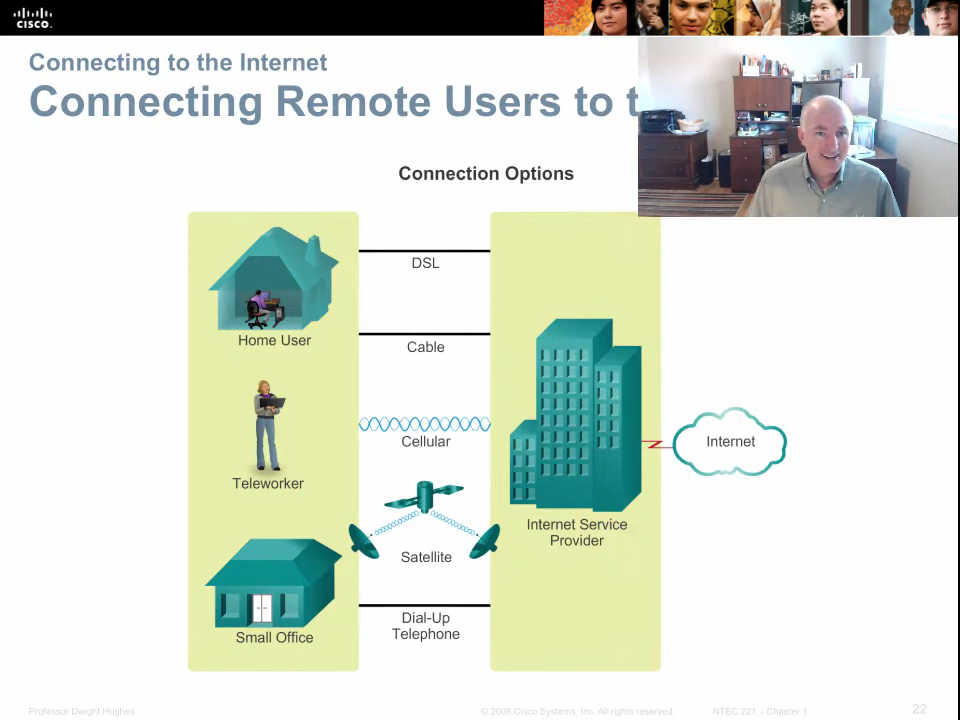 CISCO
Connecting to the Internet
Connecting Remote Users to t
Connection Options
DSL
Home User
Cable
Cellular
Internet
Teleworker
Internet Service
Provider
Satellite
Dial-Up
Telephone
Small Office
Professor Dwight Hughes
© 2008 Cisco Systems, Inc. All rights reserved.
NTEC 221 – Chapter 1
22